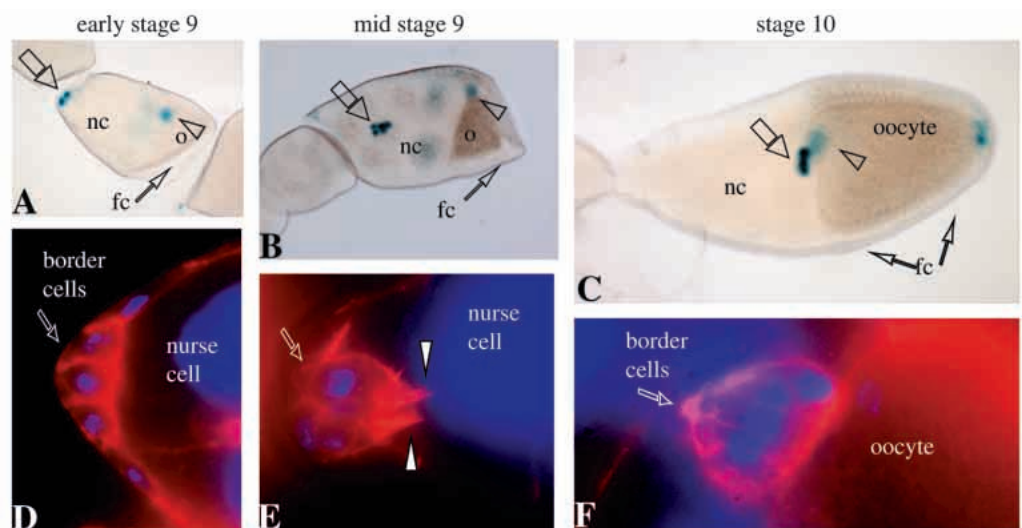 early stage 9
mid stage 9
stage 10
nc
o
fc
A
nc
o
fc
B
oocyte
nc
fc
C
border
cells
nurse
cell
D
nurse
cell
E
border
cells
oocyte
F